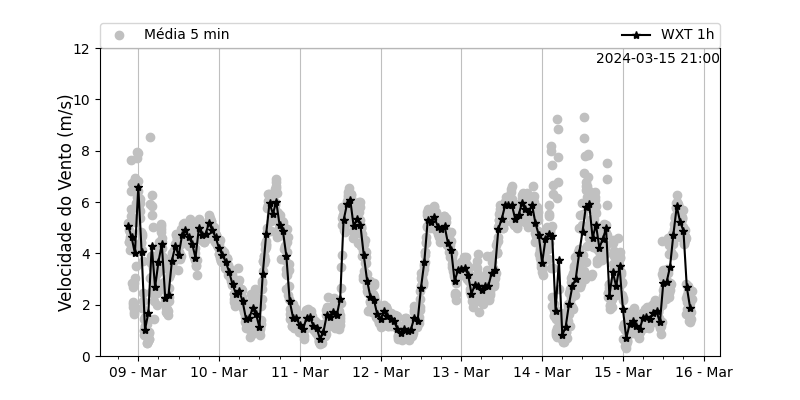 Média 5 min
WXT 1h
2024-03-15 21:00
Velocidade do Vento (m/s)
12
10
8
6
4
2
0
09 - Mar
10 - Mar
11 - Mar
12 - Mar
13 - Mar
14 - Mar
15 - Mar
16 - Mar